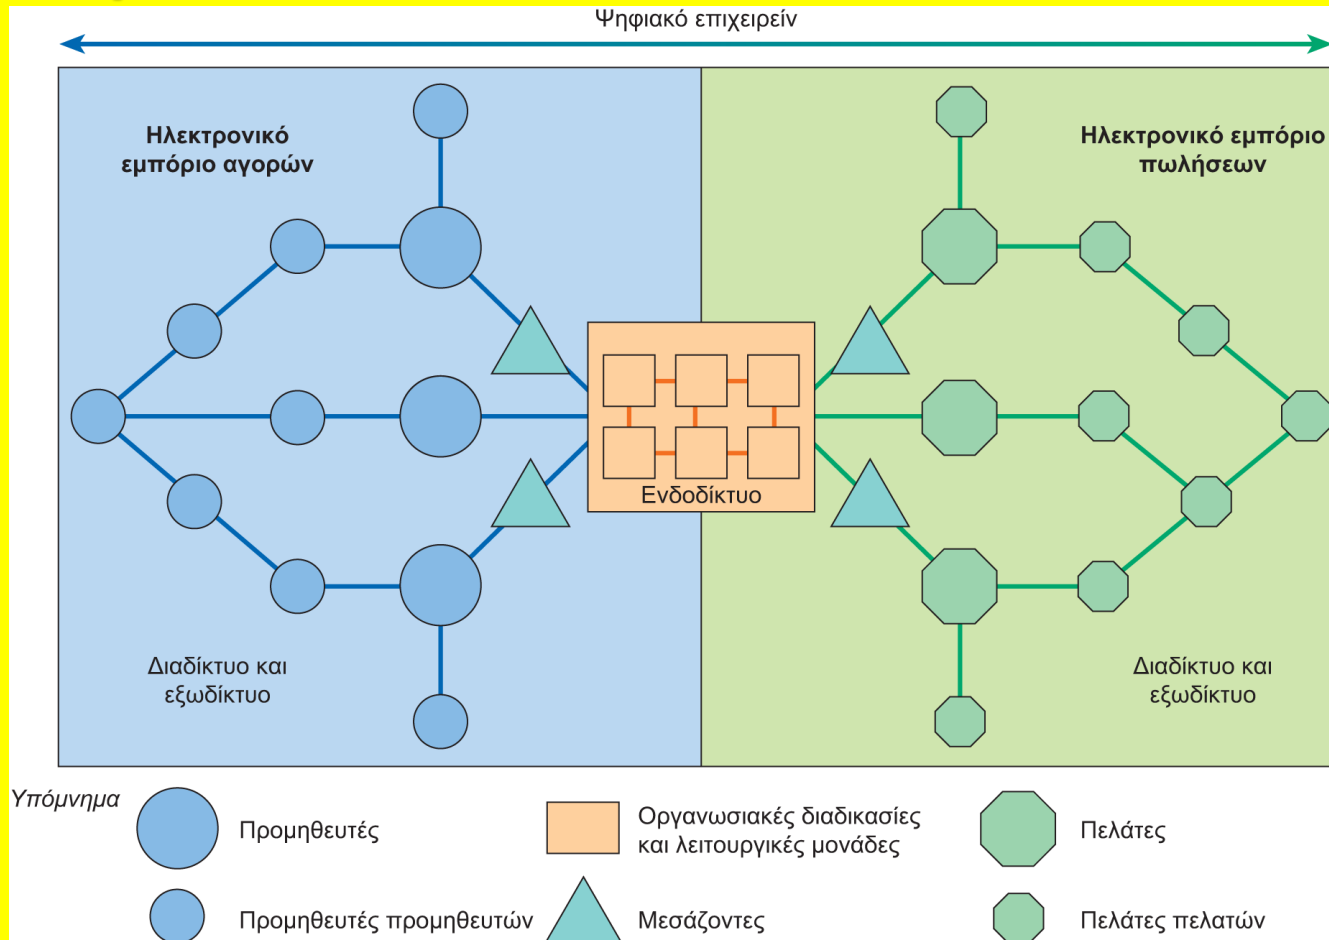 Ψηφιακό επιχειρείν
Ηλεκτρονικό
εμπόριο αγορών
Ηλεκτρονικό εμπόριο
πωλήσεων
Ενδοδίκτυο
Διαδίκτυο και
εξωδίκτυο
Διαδίκτυο και
εξωδίκτυο
Υπόμνημα
Προμηθευτές
Οργανωσιακές διαδικασίες
και λειτουργικές μονάδες
Πελάτες
Προμηθευτές προμηθευτών
Μεσάζοντες
Πελάτες πελατών